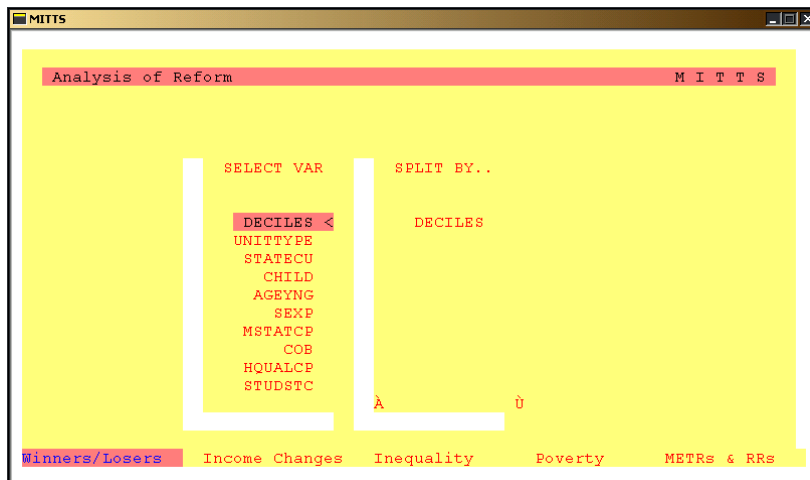 MITTS
Analysis of Reform M I T T S
SELECT VAR SPLIT BY..
DECILES < DECILES
UNITTYPE
STATECU
CHILD
AGEYNG
SEXP
MSTATCP
COB
HQUALCP
STUDSTC
À Ù
Winners/Losers Income Changes Inequality Poverty METRs & RRs